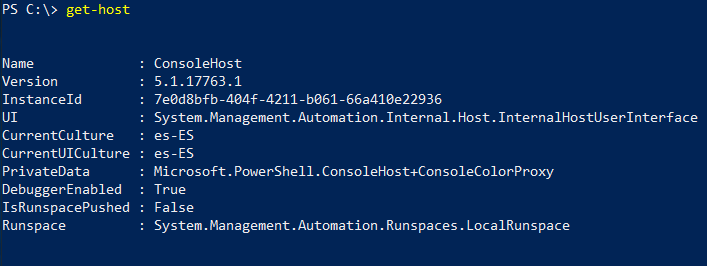 PS C:\> get-host
Name             : ConsoleHost
Version          : 5.1.17763.1
InstanceId       : 7e0d8bfb-404f-4211-b061-66a410e22936
UI               : System.Management.Automation.Internal.Host.InternalHostUserInterface
CurrentCulture   : es-ES
CurrentUICulture : es-ES
PrivateData      : Microsoft.PowerShell.ConsoleHost+ConsoleColorProxy
DebuggerEnabled  : True
IsRunspacePushed : False
Runspace         : System.Management.Automation.Runspaces.LocalRunspace